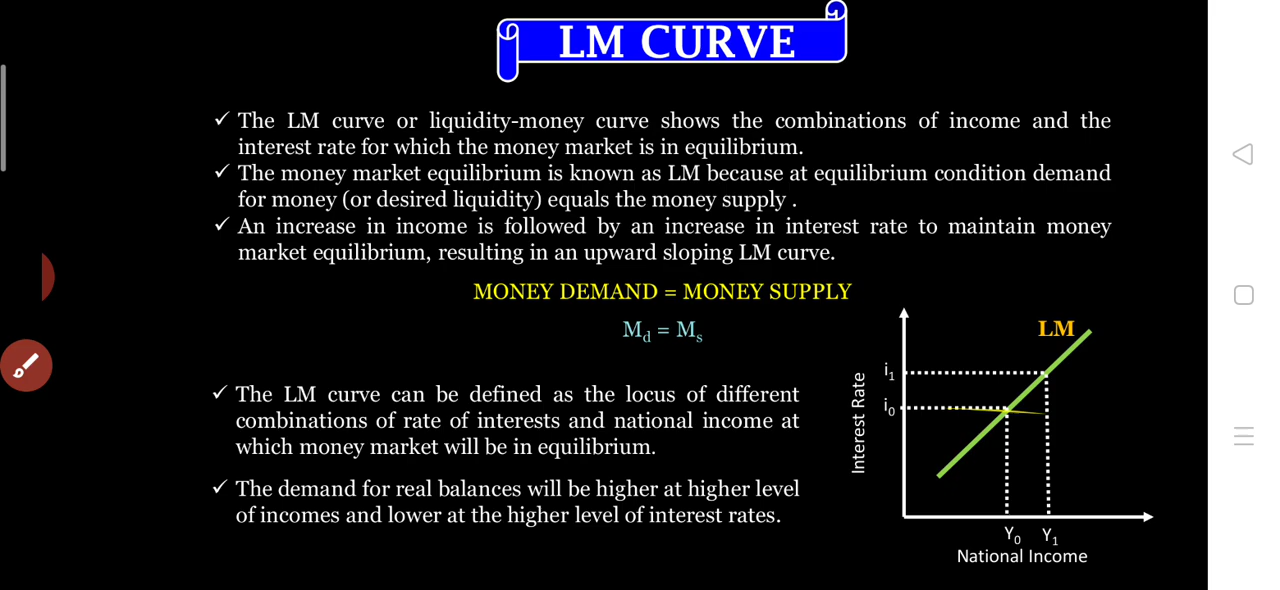 LM CURVE
✓ The LM curve or liquidity-money curve shows the combinations of income and the
interest rate for which the money market is in equilibrium.
✓ The money market equilibrium is known as LM because at equilibrium condition demand
for money (or desired liquidity) equals the money supply .
✓ An increase in income is followed by an increase in interest rate to maintain money
market equilibrium, resulting in an upward sloping LM curve.
MONEY DEMAND = MONEY SUPPLY
M_d = M_s
✓ The LM curve can be defined as the locus of different
combinations of rate of interests and national income at
which money market will be in equilibrium.
✓ The demand for real balances will be higher at higher level
of incomes and lower at the higher level of interest rates.
LM
i₁
i₀
Interest Rate
Y₀ Y₁
National Income